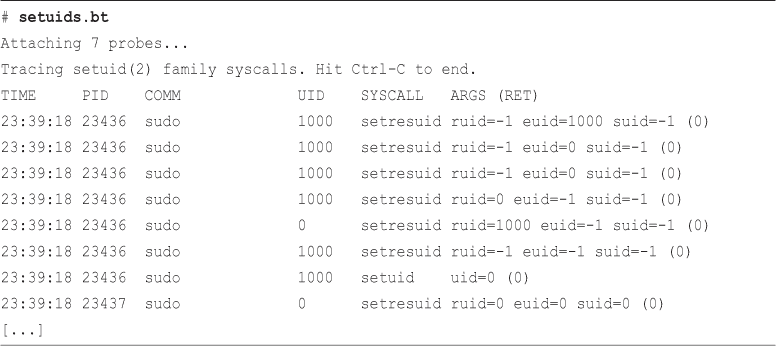 # setuids.bt
Attaching 7 probes...
Tracing setuid(2) family syscalls. Hit Ctrl-C to end.
TIME     PID    COMM             UID    SYSCALL   ARGS (RET)
23:39:18 23436  sudo             1000   setresuid ruid=-1 euid=1000 suid=-1 (0)
23:39:18 23436  sudo             1000   setresuid ruid=-1 euid=0 suid=-1 (0)
23:39:18 23436  sudo             1000   setresuid ruid=-1 euid=0 suid=-1 (0)
23:39:18 23436  sudo             1000   setresuid ruid=0 euid=-1 suid=-1 (0)
23:39:18 23436  sudo             0      setresuid ruid=1000 euid=-1 suid=-1 (0)
23:39:18 23436  sudo             1000   setresuid ruid=-1 euid=-1 suid=-1 (0)
23:39:18 23436  sudo             1000   setuid    uid=0 (0)
23:39:18 23437  sudo             0      setresuid ruid=0 euid=0 suid=0 (0)
[...]